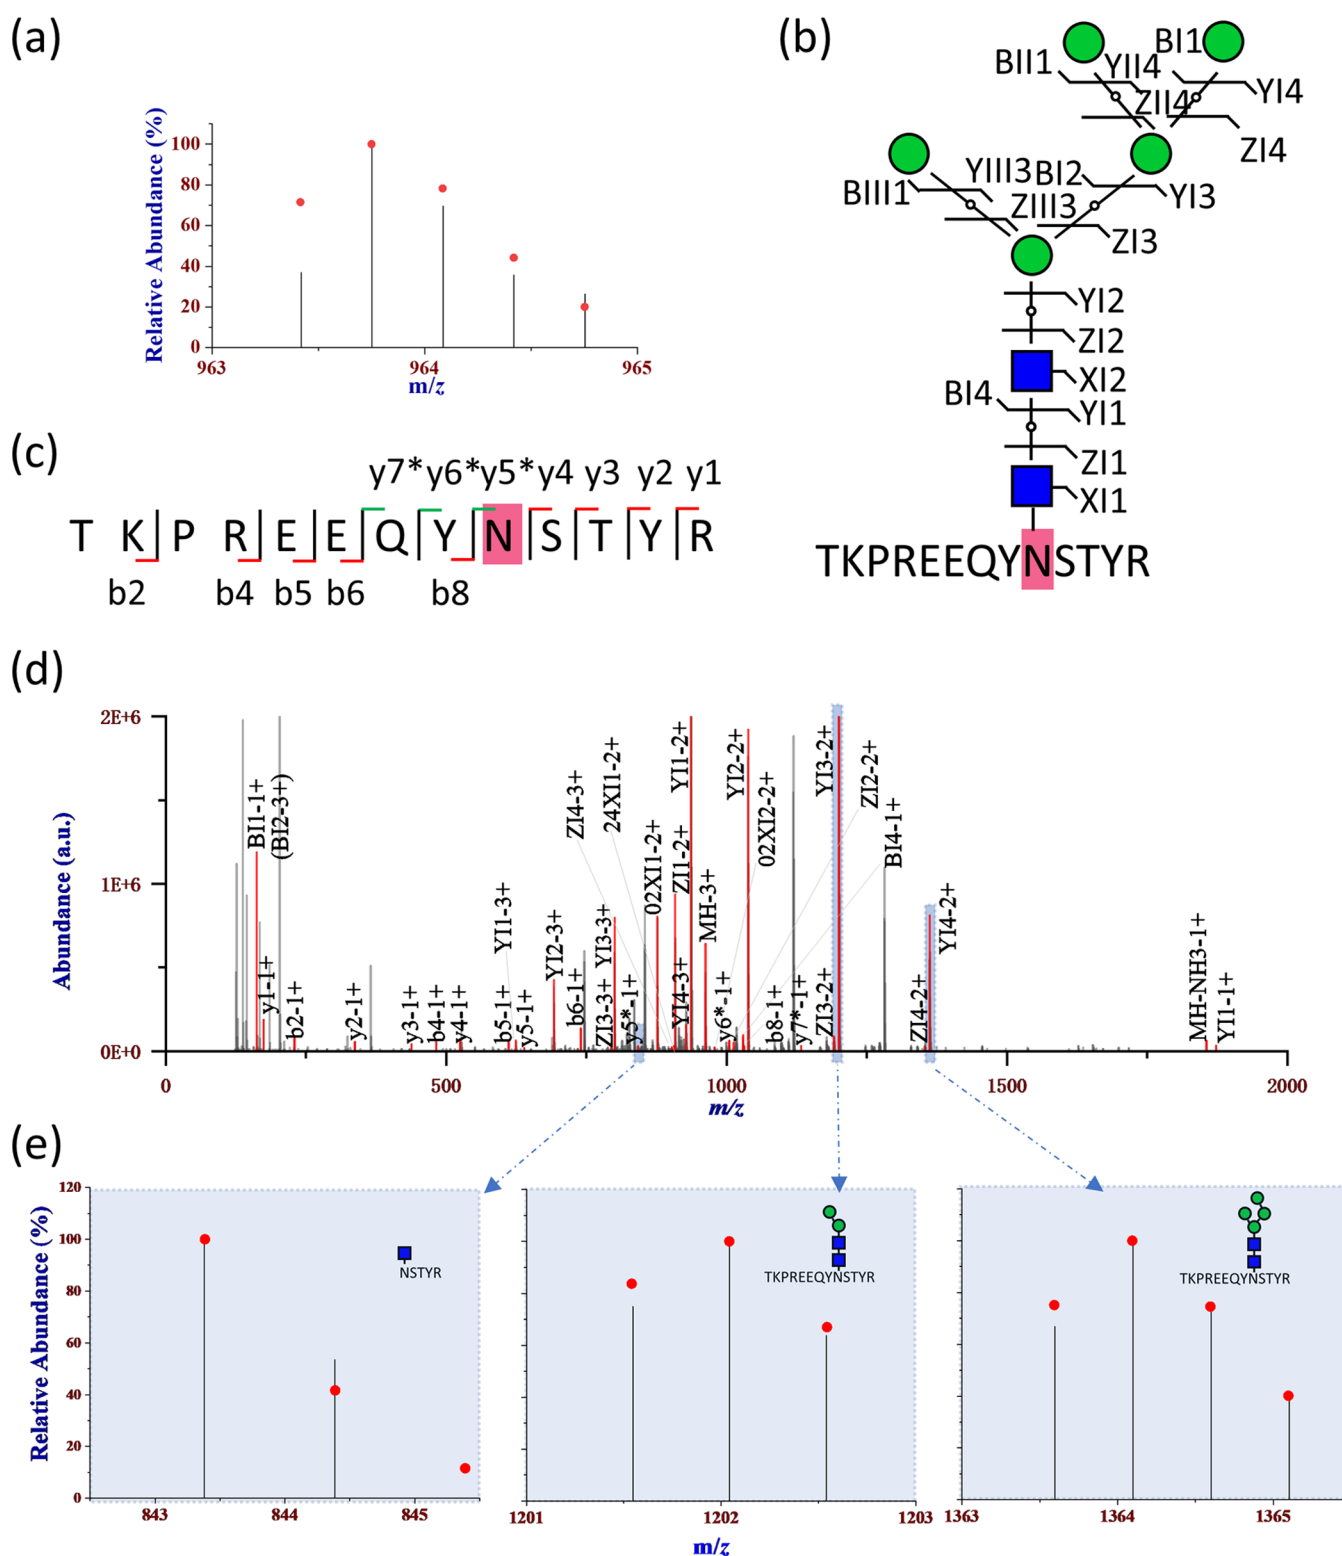 (a)
Relative Abundance (%)
100
80
60
40
20
0
963
964
965
m/z
(b)
BII1
YII4
BI1
YI4
ZII4
ZI4
BIII1
YIII3
BI2
YI3
ZIII3
ZI3
YI2
ZI2
XI2
BI4
YI1
ZI1
XI1
TKPREEQYNSTYR
(c)
y7* y6* y5* y4 y3 y2 y1
T K P R E E Q Y N S T Y R
b2 b4 b5 b6 b8
(d)
Abundance (a.u.)
2E+6
1E+6
0E+0
BI1-1+
(BI2-3+)
y1-1+
b2-1+
y2-1+
y3-1+
b4-1+
y4-1+
b5-1+
YI1-3+
y5-1+
YI2-3+
b6-1+
ZI4-3+
ZI3-3+
YI3-3+
24XI1-2+
y5*-1+
02XI1-2+
ZI1-2+
YI1-2+
YI4-3+
MH-3+
y6*-1+
YI2-2+
02XI2-2+
b8-1+
y7*-1+
ZI3-2+
YI3-2+
ZI2-2+
BI4-1+
ZI4-2+
YI4-2+
MH-NH3-1+
YI1-1+
0
500
1000
1500
2000
m/z
(e)
Relative Abundance (%)
120
100
80
60
40
20
0
NSTYR
843
844
845
TKPREEQYNSTYR
1201
1202
1203
TKPREEQYNSTYR
1363
1364
1365
m/z